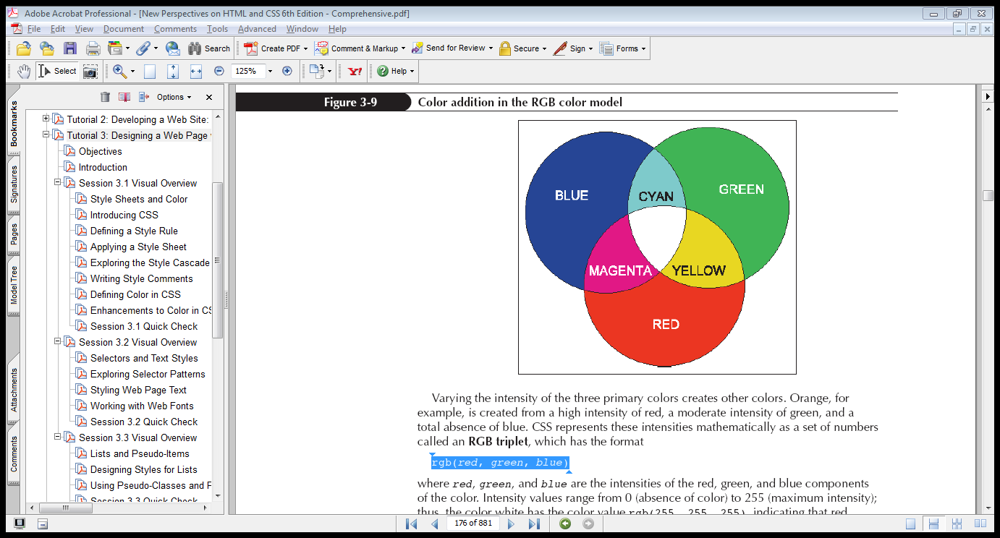 Adobe Acrobat Professional - [New Perspectives on HTML and CSS 6th Edition - Comprehensive.pdf]
File Edit View Document Comments Tools Advanced Window Help
Search Create PDF Comment & Markup Send for Review Secure Sign Forms
Select 125% Y! Help
Options
Bookmarks
Signatures
Pages
Model Tree
Attachments
Comments
Tutorial 2: Developing a Web Site:
Tutorial 3: Designing a Web Page
Objectives
Introduction
Session 3.1 Visual Overview
Style Sheets and Color
Introducing CSS
Defining a Style Rule
Applying a Style Sheet
Exploring the Style Cascade
Writing Style Comments
Defining Color in CSS
Enhancements to Color in CS
Session 3.1 Quick Check
Session 3.2 Visual Overview
Selectors and Text Styles
Exploring Selector Patterns
Styling Web Page Text
Working with Web Fonts
Session 3.2 Quick Check
Session 3.3 Visual Overview
Lists and Pseudo-Items
Designing Styles for Lists
Using Pseudo-Classes and P
Session 3.3 Quick Check
Figure 3-9 Color addition in the RGB color model
BLUE
CYAN
GREEN
MAGENTA
YELLOW
RED
Varying the intensity of the three primary colors creates other colors. Orange, for
example, is created from a high intensity of red, a moderate intensity of green, and a
total absence of blue. CSS represents these intensities mathematically as a set of numbers
called an RGB triplet, which has the format
rgb(red, green, blue)
where red, green, and blue are the intensities of the red, green, and blue components
of the color. Intensity values range from 0 (absence of color) to 255 (maximum intensity);
thus, the color white has the color value rgb(255, 255, 255), indicating that red,
176 of 881